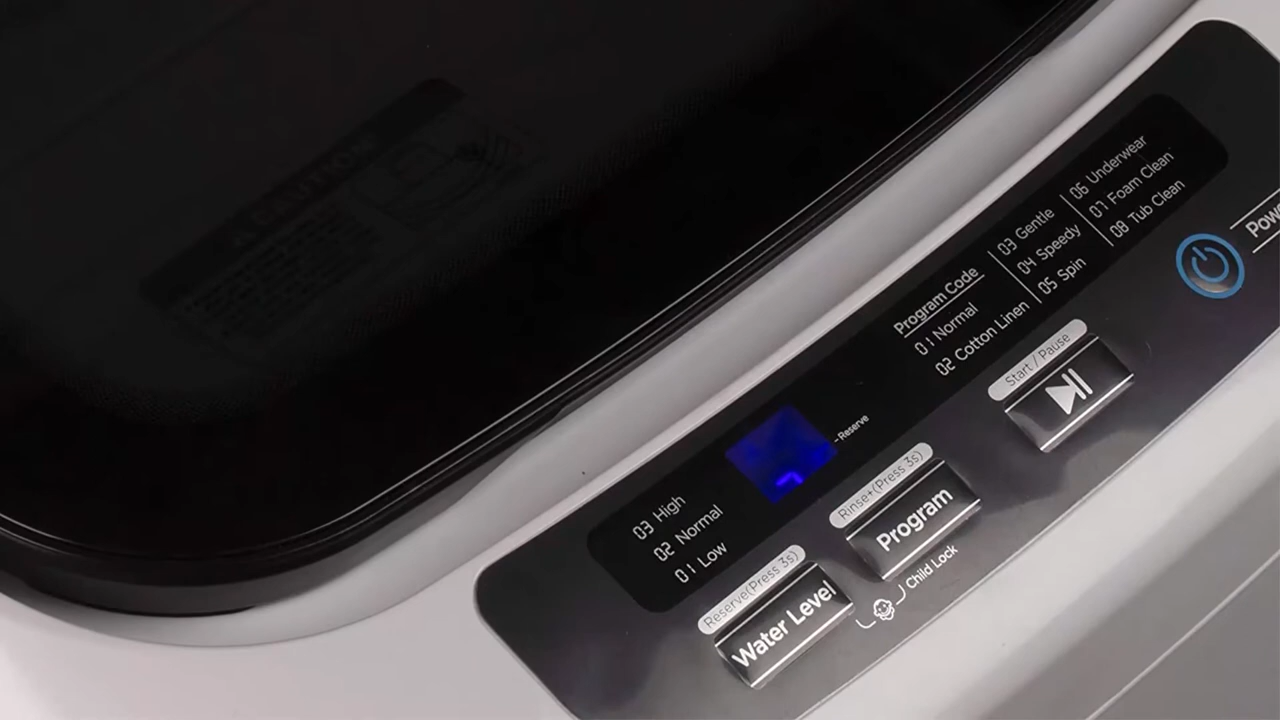 CAUTION
Program Code
01 Normal
02 Cotton Linen
03 Gentle
04 Speedy
05 Spin
06 Underwear
07 Foam Clean
08 Tub Clean
Start / Pause
- Reserve
03 High
02 Normal
01 Low
Rinse+(Press 3s)
Program
Reserve(Press 3s)
Water Level
Child Lock